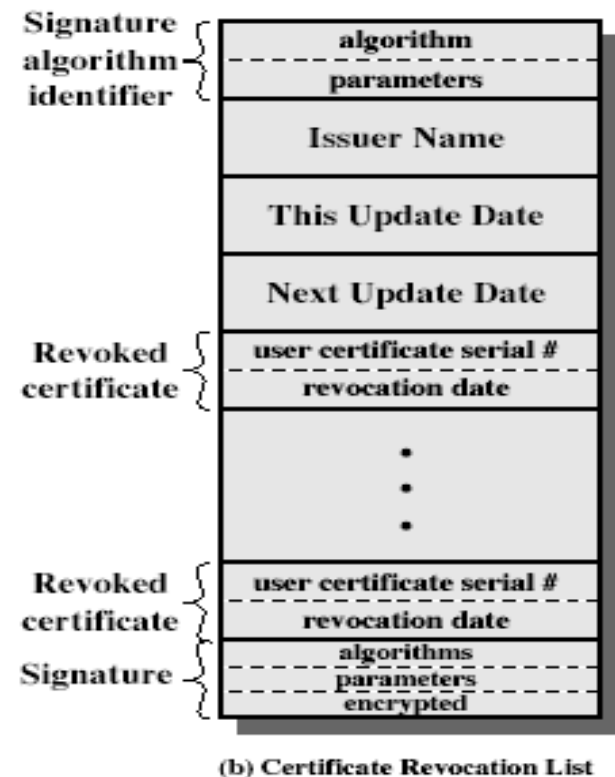 Signature
algorithm
identifier
algorithm
parameters
Issuer Name
This Update Date
Next Update Date
Revoked
certificate
user certificate serial #
revocation date
Revoked
certificate
user certificate serial #
revocation date
Signature
algorithms
parameters
encrypted
(b) Certificate Revocation List